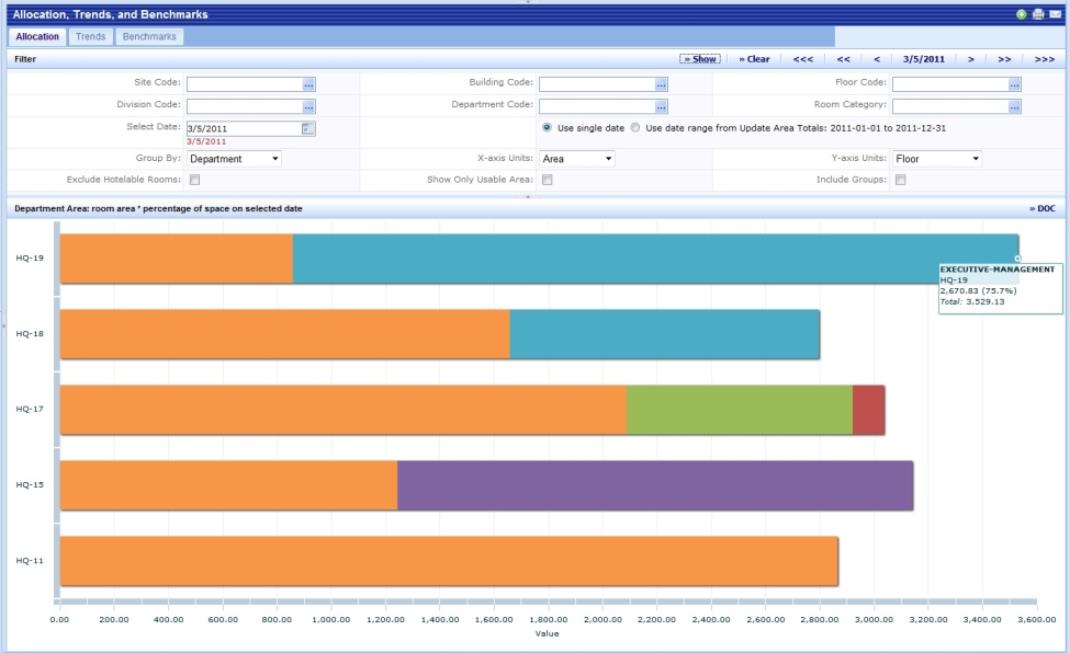 Allocation, Trends, and Benchmarks
Allocation Trends Benchmarks
Filter » Show » Clear <<< << < 3/5/2011 > >> >>>
Site Code: ... Building Code: ... Floor Code: ...
Division Code: ... Department Code: ... Room Category: ...
Select Date: 3/5/2011 Use single date Use date range from Update Area Totals: 2011-01-01 to 2011-12-31
3/5/2011
Group By: Department X-axis Units: Area Y-axis Units: Floor
Exclude Hotelable Rooms: Show Only Usable Area: Include Groups:
Department Area: room area * percentage of space on selected date » DOC
HQ-19
EXECUTIVE-MANAGEMENT
HQ-19
2,670.83 (75.7%)
Total: 3,529.13
HQ-18
HQ-17
HQ-15
HQ-11
0.00 200.00 400.00 600.00 800.00 1,000.00 1,200.00 1,400.00 1,600.00 1,800.00 2,000.00 2,200.00 2,400.00 2,600.00 2,800.00 3,000.00 3,200.00 3,400.00 3,600.00
Value